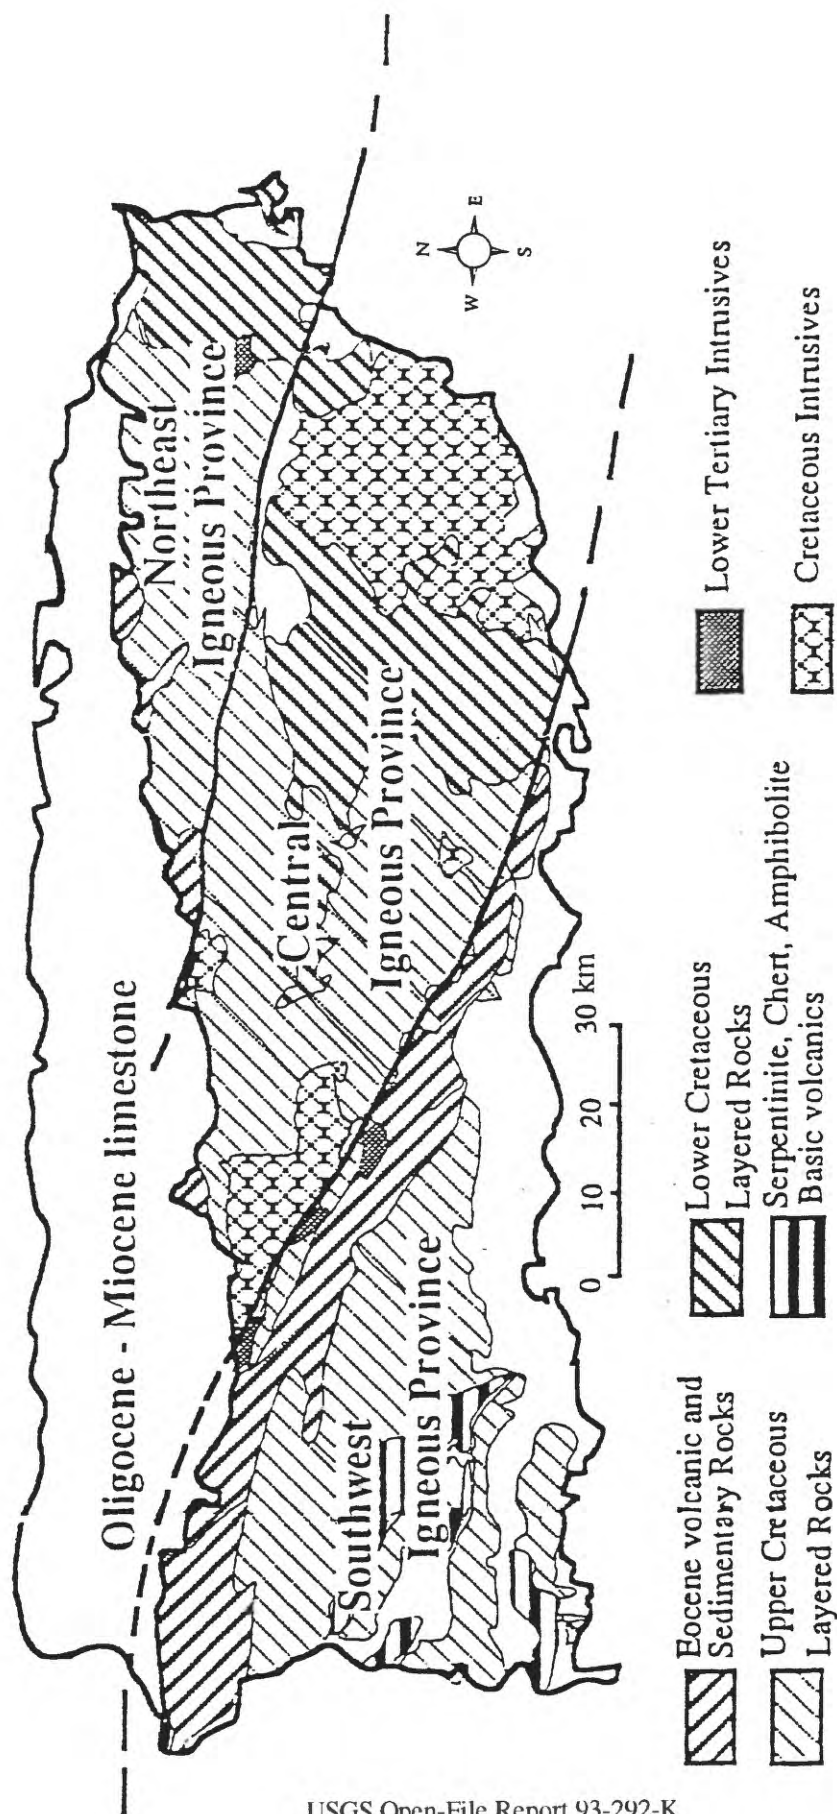 Oligocene - Miocene limestone
Northeast
Igneous Province
Central
Igneous Province
Southwest
Igneous Province
N
W
E
S
0
10
20
30 km
Eocene volcanic and
Sedimentary Rocks
Upper Cretaceous
Layered Rocks
Lower Cretaceous
Layered Rocks
Serpentinite, Chert, Amphibolite
Basic volcanics
Lower Tertiary Intrusives
Cretaceous Intrusives
USGS Open-File Report 93-292-K